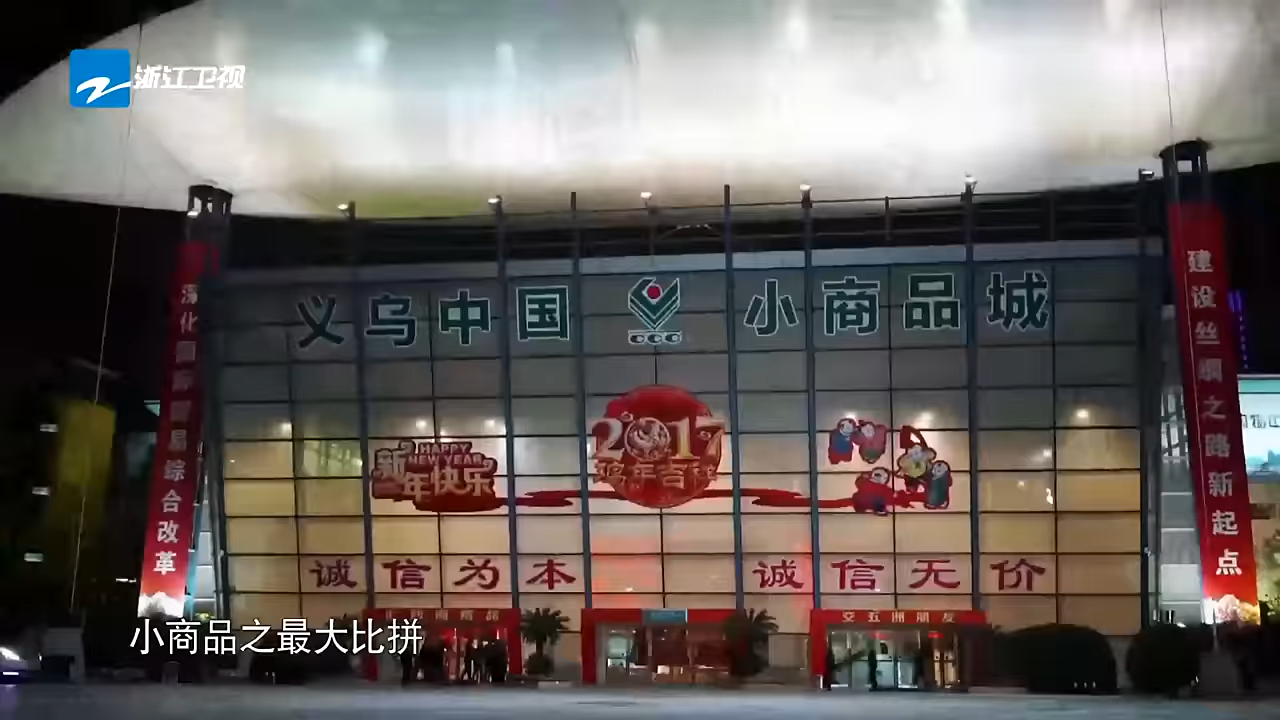 浙江卫视
义乌中国 小商品城
深化国际贸易综合改革
建设丝绸之路新起点
HAPPY
NEW YEAR
新年快乐
2017
鸡年吉祥
诚信为本 诚信无价
交五洲朋友
小商品之最大比拼